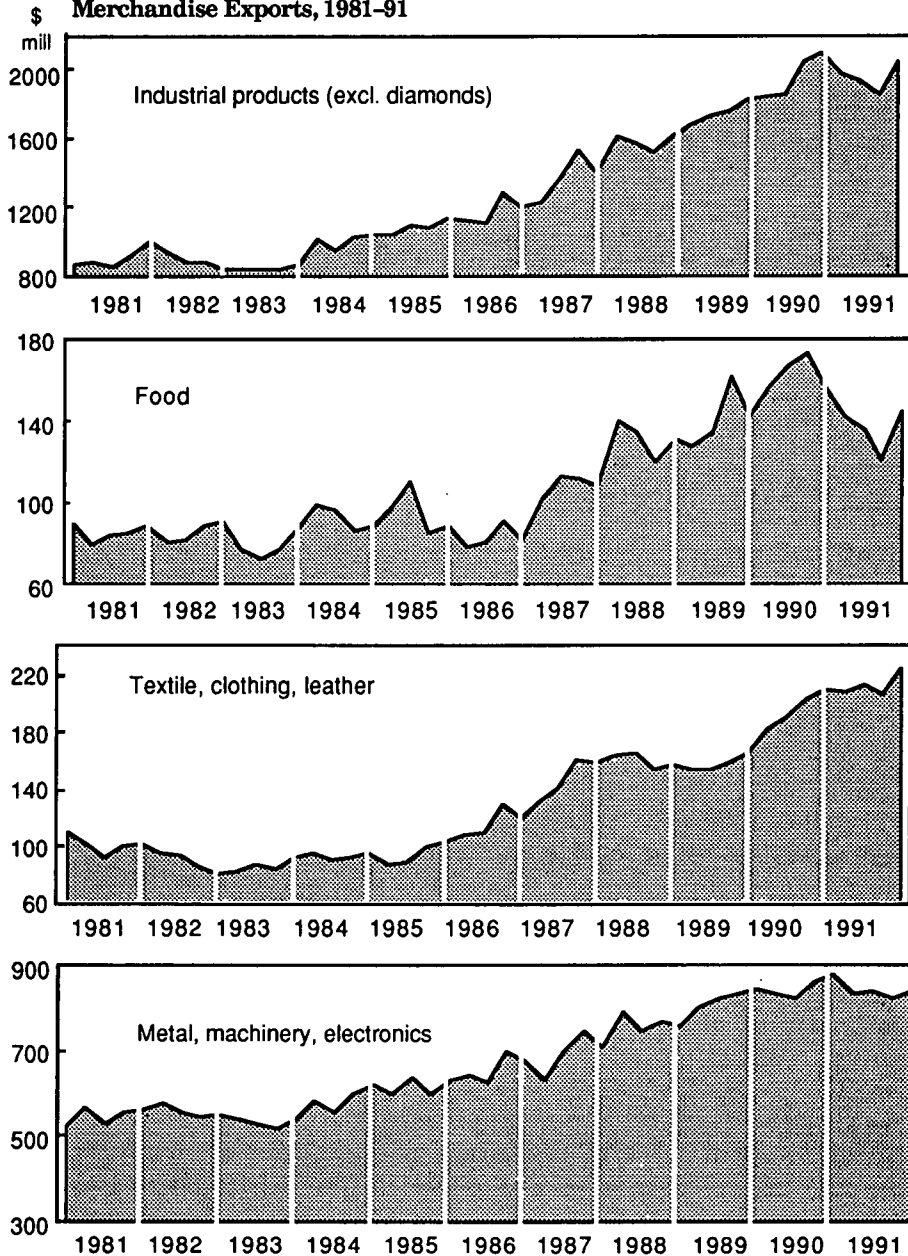 $ Merchandise Exports, 1981–91
mill
2000
1600
1200
800
Industrial products (excl. diamonds)
1981 1982 1983 1984 1985 1986 1987 1988 1989 1990 1991
180
140
100
60
Food
1981 1982 1983 1984 1985 1986 1987 1988 1989 1990 1991
220
180
140
100
60
Textile, clothing, leather
1981 1982 1983 1984 1985 1986 1987 1988 1989 1990 1991
900
700
500
300
Metal, machinery, electronics
1981 1982 1983 1984 1985 1986 1987 1988 1989 1990 1991